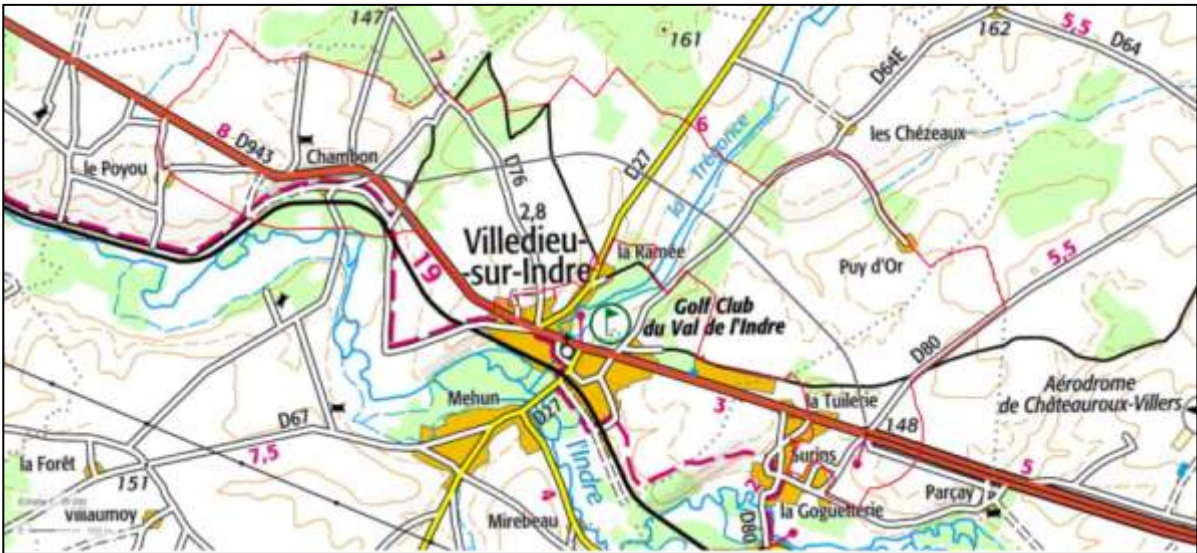 147
161
162
5,5
D64
D64E
7
8
D943
Chambon
le Poyou
6
les Chézeaux
la Trégonce
D76
D27
2,8
Villedieu-
-sur-Indre
19
la Ramée
Puy d'Or
5,5
Golf Club
du Val de l'Indre
D80
Mehun
D27
3
la Tuilerie
148
Aérodrome
de Châteauroux-Villers
D67
7,5
la Forêt
151
l'Indre
Surins
5
Parçay
2
Villaumoy
4
Mirebeau
la Goguetterie
D80